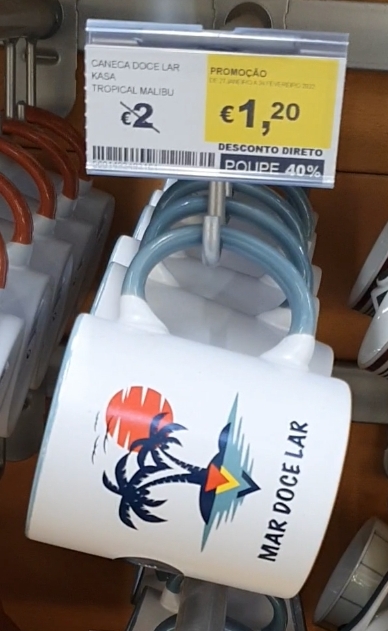 CANECA DOCE LAR
KASA
TROPICAL MALIBU
€2
PROMOÇÃO
€1,20
DESCONTO DIRETO
POUPE 40%
MAR DOCE LAR